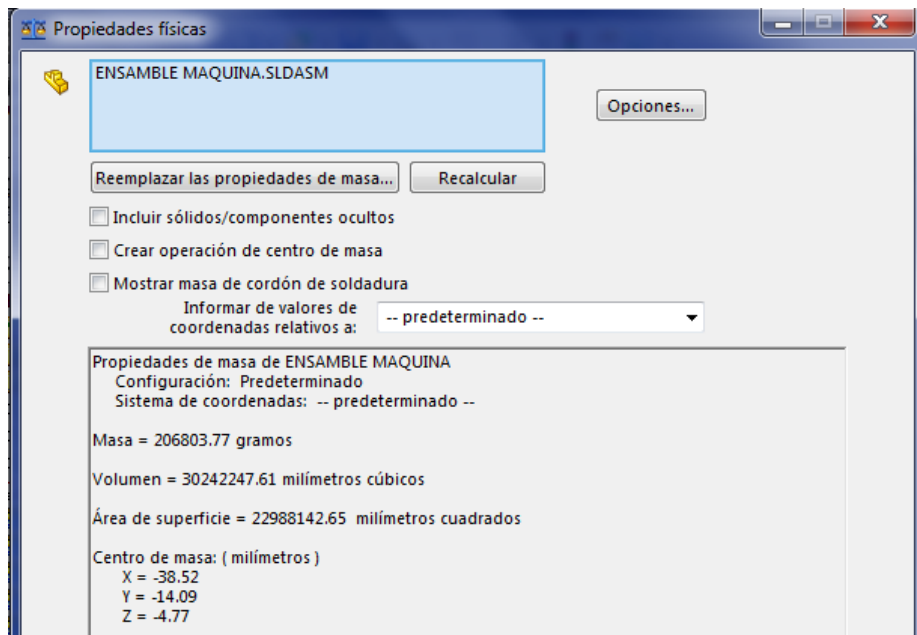 Propiedades físicas
ENSAMBLE MAQUINA.SLDASM
Opciones...
Reemplazar las propiedades de masa...
Recalcular
Incluir sólidos/componentes ocultos
Crear operación de centro de masa
Mostrar masa de cordón de soldadura
Informar de valores de
coordenadas relativos a:
-- predeterminado --
Propiedades de masa de ENSAMBLE MAQUINA
Configuración: Predeterminado
Sistema de coordenadas: -- predeterminado --
Masa = 206803.77 gramos
Volumen = 30242247.61 milímetros cúbicos
Área de superficie = 22988142.65 milímetros cuadrados
Centro de masa: ( milímetros )
X = -38.52
Y = -14.09
Z = -4.77